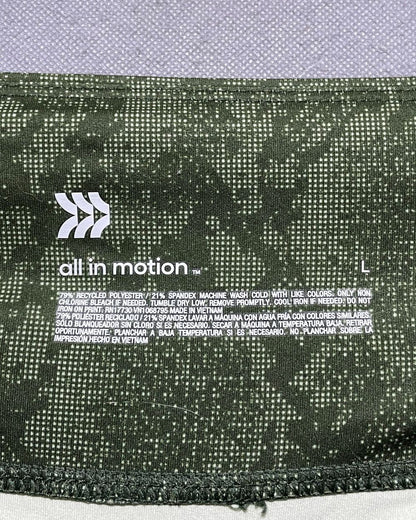 all in motion™
L
79% RECYCLED POLYESTER / 21% SPANDEX MACHINE WASH COLD WITH LIKE COLORS. ONLY NON
CHLORINE BLEACH IF NEEDED. TUMBLE DRY LOW. REMOVE PROMPTLY. COOL IRON IF NEEDED. DO NOT
IRON ON PRINT. RN17730 VN1068795 MADE IN VIETNAM
79% POLIÉSTER RECICLADO / 21% SPANDEX LAVAR A MÁQUINA CON AGUA FRÍA CON COLORES SIMILARES.
SÓLO BLANQUEADOR SIN CLORO SI ES NECESARIO. SECAR A MÁQUINA A TEMPERATURA BAJA. RETIRAR
OPORTUNAMENTE. PLANCHAR A BAJA TEMPERATURA SI ES NECESARIO. NO PLANCHAR SOBRE LA
IMPRESIÓN HECHO EN VIETNAM